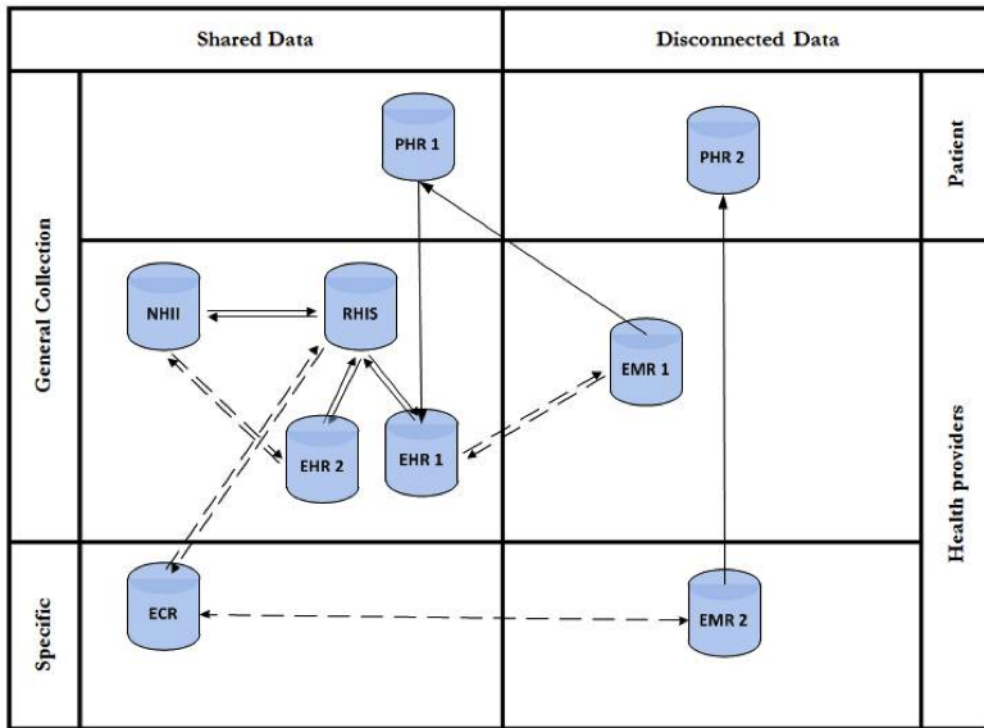 Shared Data
Disconnected Data
General Collection
Patient
PHR 1
PHR 2
Health providers
NHII
RHIS
EMR 1
EHR 2
EHR 1
Specific
ECR
EMR 2